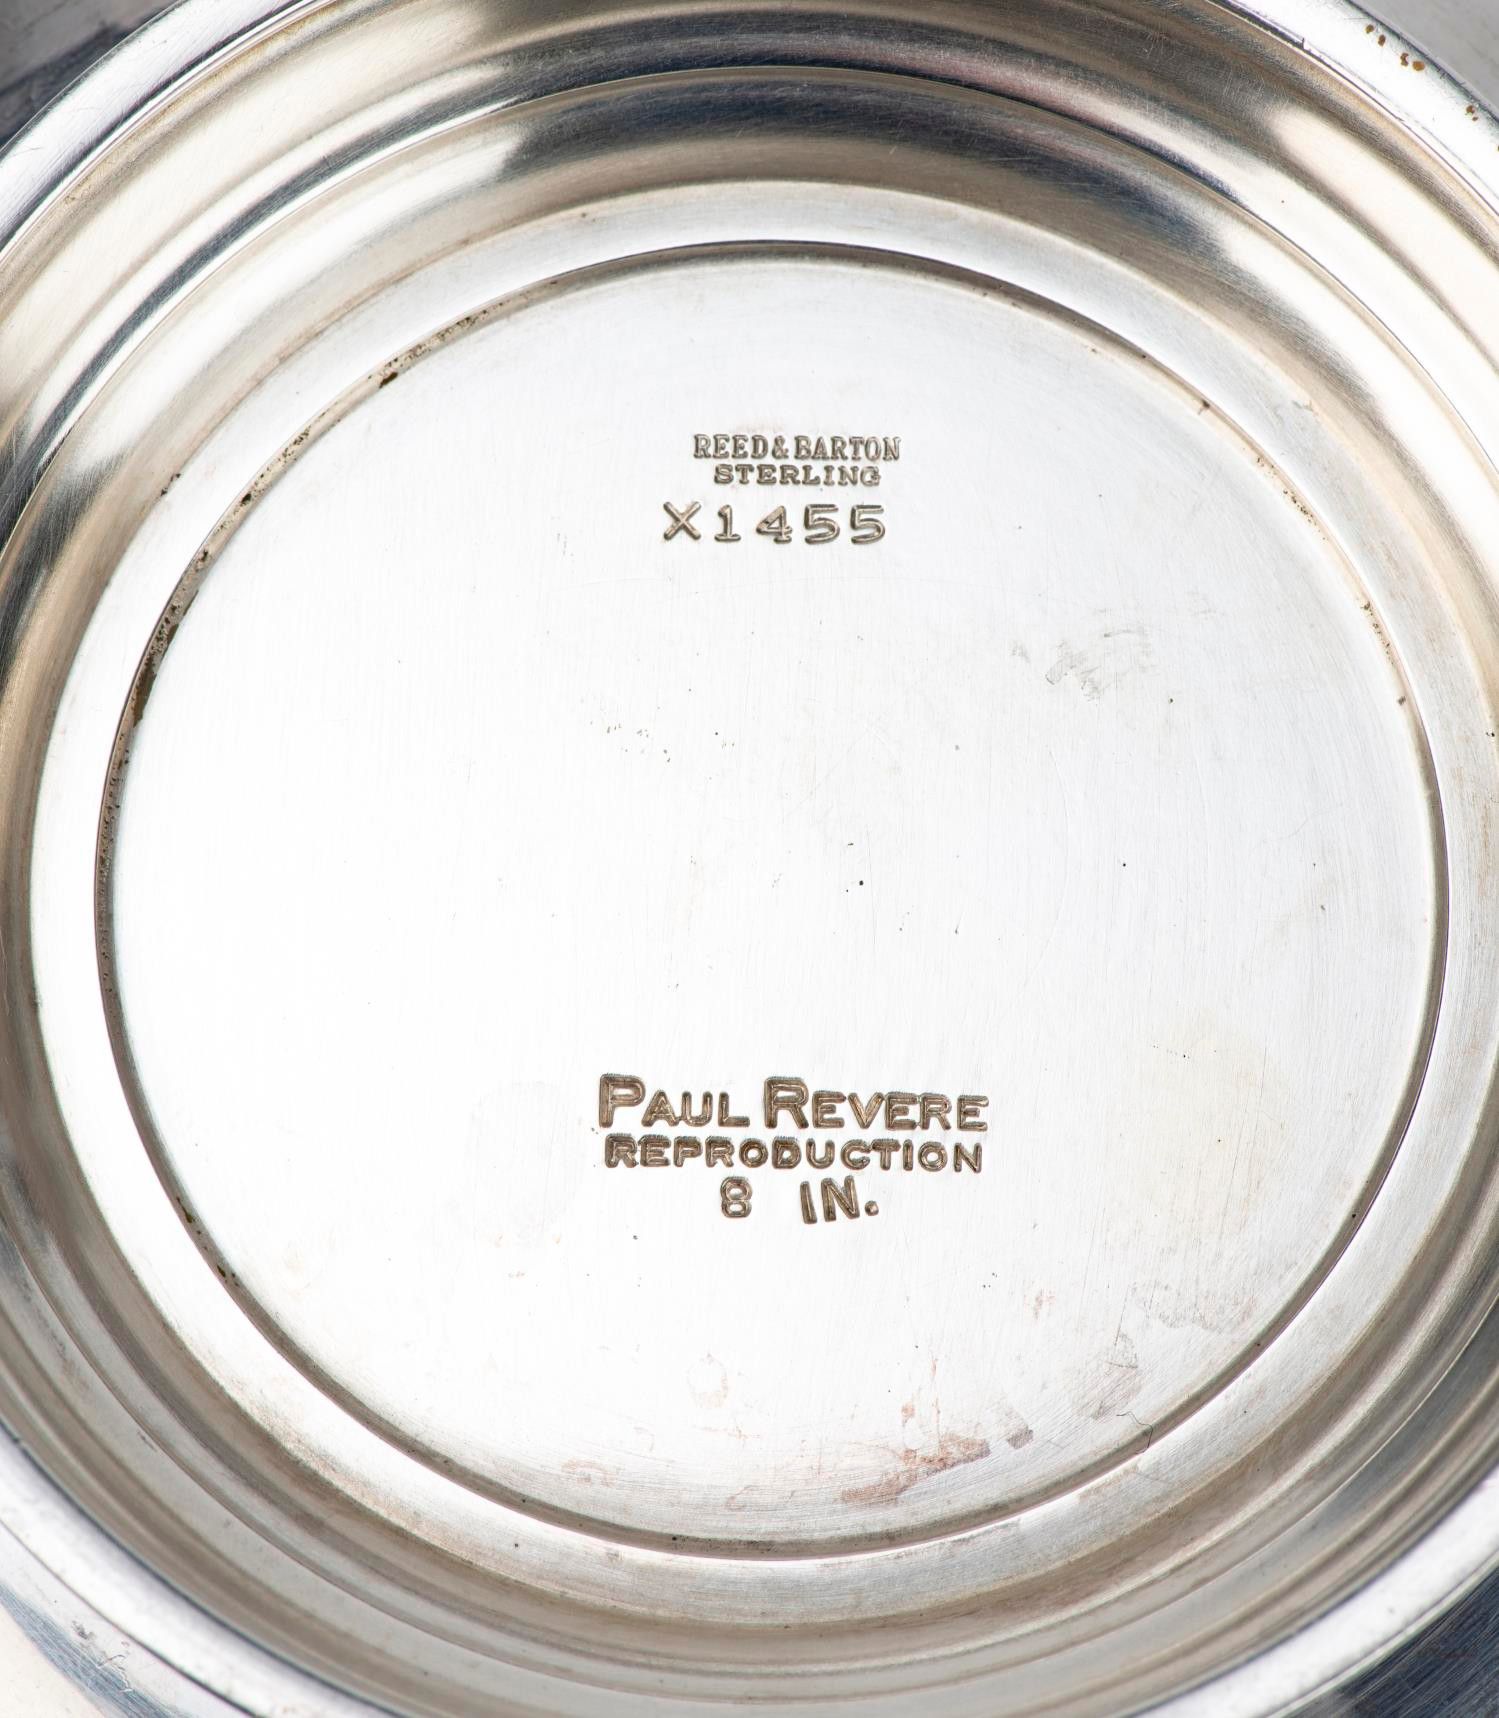 REED & BARTON
STERLING
X1455
PAUL REVERE
REPRODUCTION
8 IN.